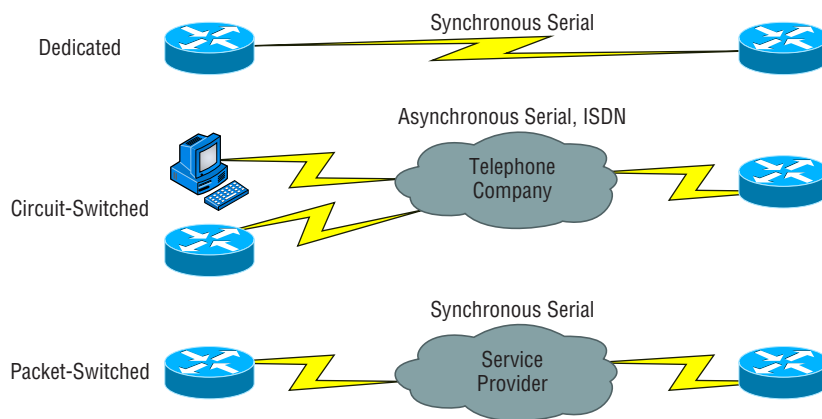 Synchronous Serial
Dedicated
Asynchronous Serial, ISDN
Telephone
Company
Circuit-Switched
Synchronous Serial
Packet-Switched
Service
Provider